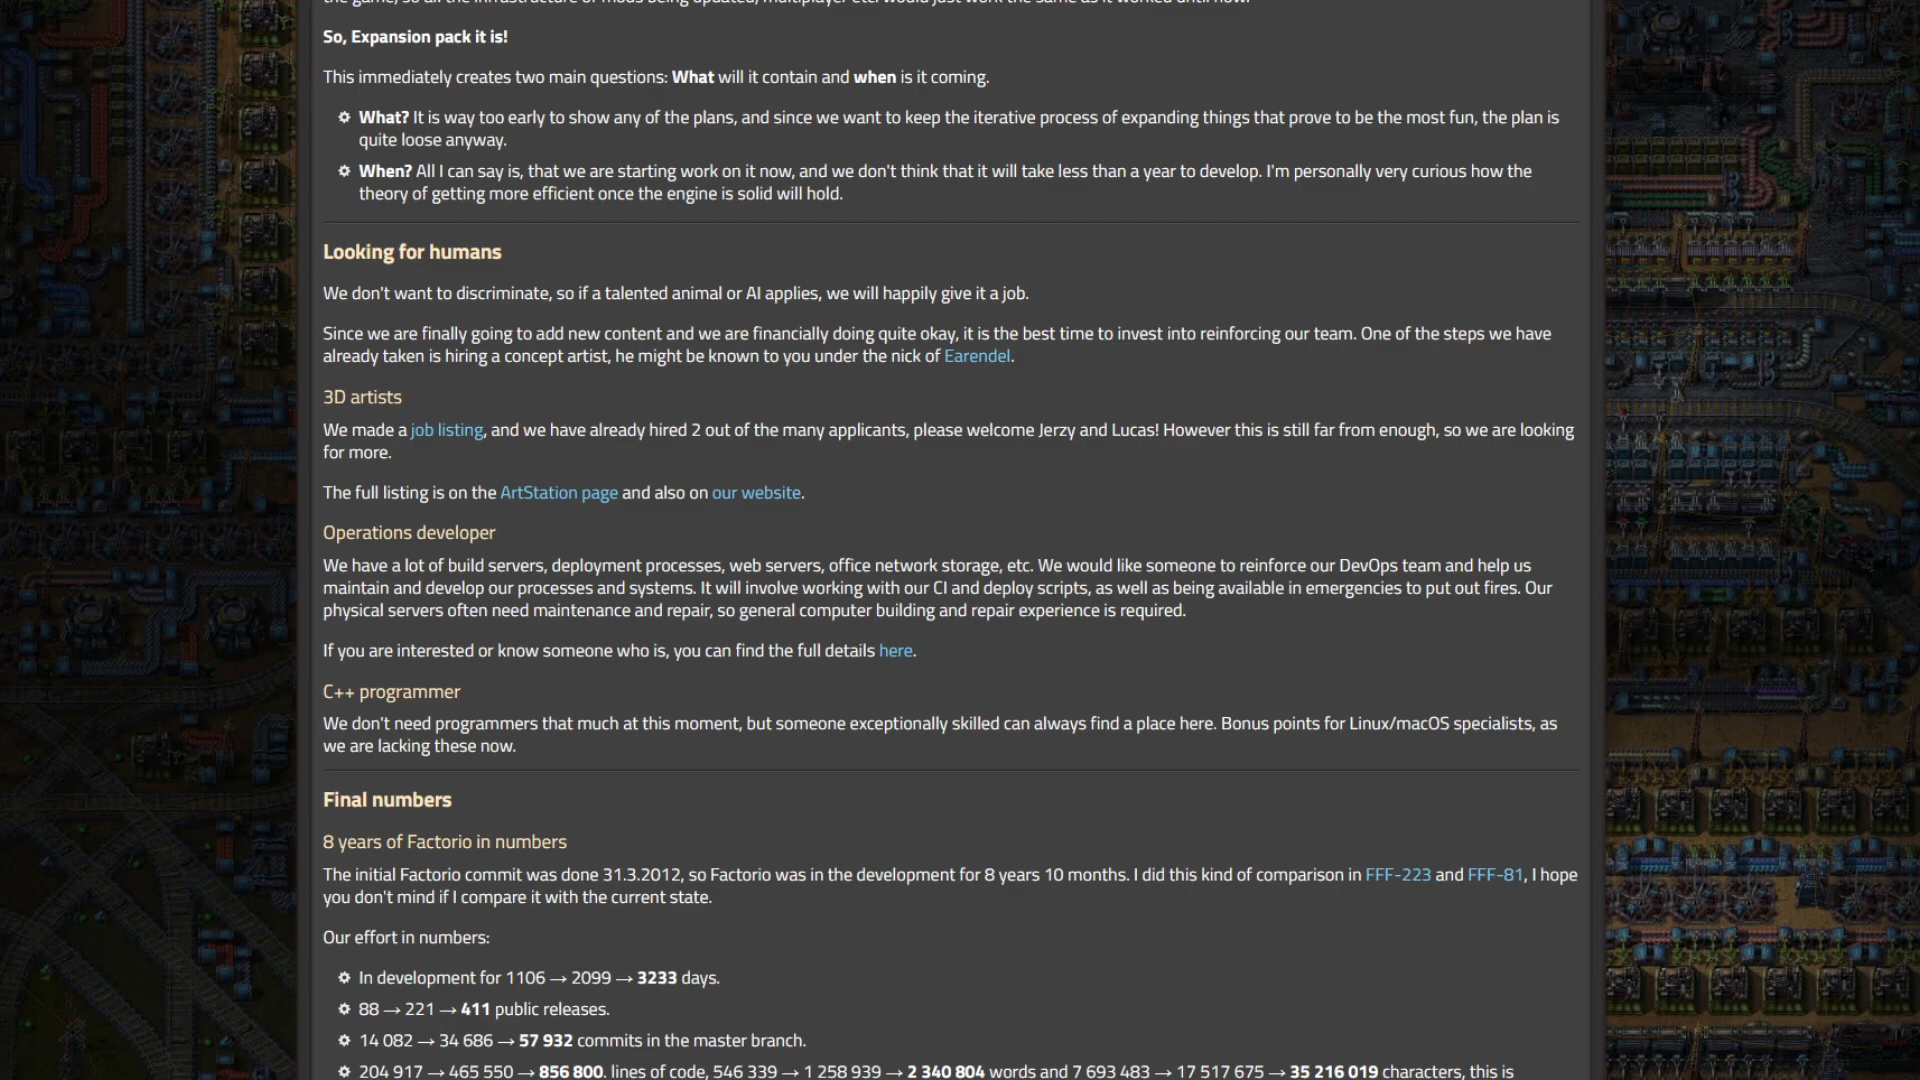 So, Expansion pack it is!
This immediately creates two main questions: What will it contain and when is it coming.
What? It is way too early to show any of the plans, and since we want to keep the iterative process of expanding things that prove to be the most fun, the plan is
quite loose anyway.
When? All I can say is, that we are starting work on it now, and we don't think that it will take less than a year to develop. I'm personally very curious how the
theory of getting more efficient once the engine is solid will hold.
Looking for humans
We don't want to discriminate, so if a talented animal or AI applies, we will happily give it a job.
Since we are finally going to add new content and we are financially doing quite okay, it is the best time to invest into reinforcing our team. One of the steps we have
already taken is hiring a concept artist, he might be known to you under the nick of Earendel.
3D artists
We made a job listing, and we have already hired 2 out of the many applicants, please welcome Jerzy and Lucas! However this is still far from enough, so we are looking
for more.
The full listing is on the ArtStation page and also on our website.
Operations developer
We have a lot of build servers, deployment processes, web servers, office network storage, etc. We would like someone to reinforce our DevOps team and help us
maintain and develop our processes and systems. It will involve working with our CI and deploy scripts, as well as being available in emergencies to put out fires. Our
physical servers often need maintenance and repair, so general computer building and repair experience is required.
If you are interested or know someone who is, you can find the full details here.
C++ programmer
We don't need programmers that much at this moment, but someone exceptionally skilled can always find a place here. Bonus points for Linux/macOS specialists, as
we are lacking these now.
Final numbers
8 years of Factorio in numbers
The initial Factorio commit was done 31.3.2012, so Factorio was in the development for 8 years 10 months. I did this kind of comparison in FFF-223 and FFF-81, I hope
you don't mind if I compare it with the current state.
Our effort in numbers:
In development for 1106 → 2099 → 3233 days.
88 → 221 → 411 public releases.
14 082 → 34 686 → 57 932 commits in the master branch.
204 917 → 465 550 → 856 800. lines of code, 546 339 → 1 258 939 → 2 340 804 words and 7 693 483 → 17 517 675 → 35 216 019 characters, this is